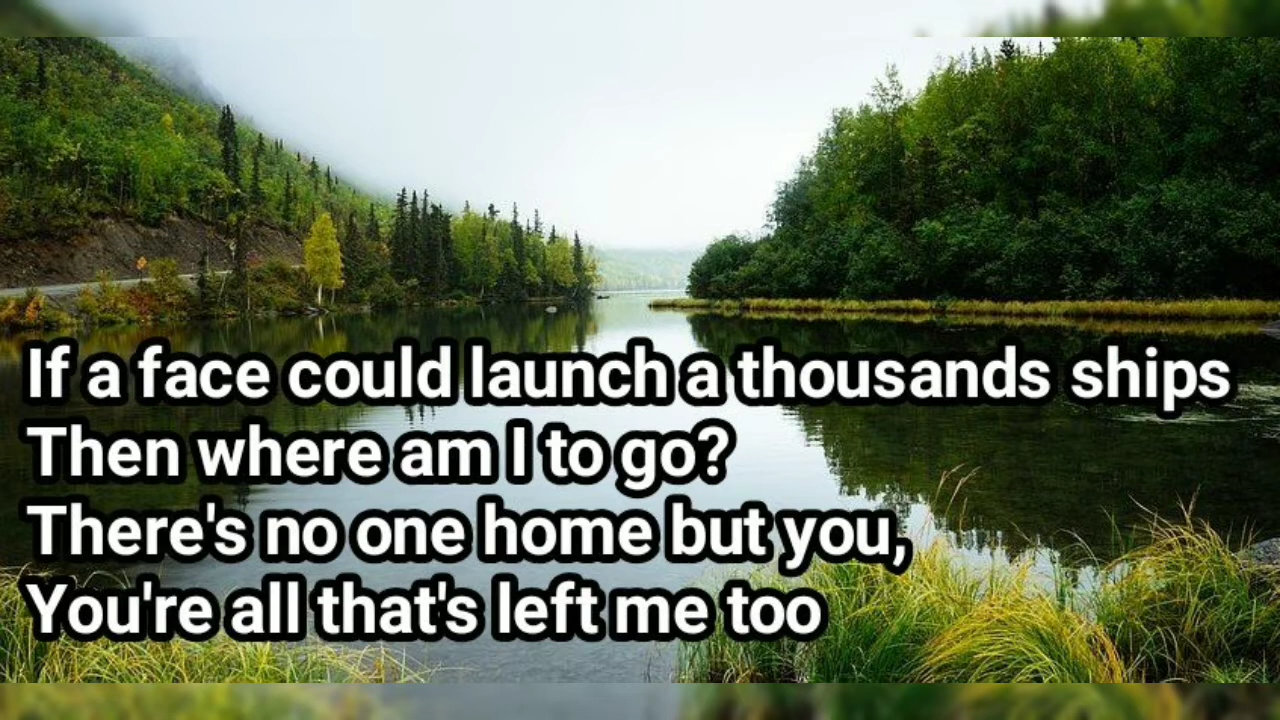 If a face could launch a thousands ships
Then where am I to go?
There's no one home but you,
You're all that's left me too